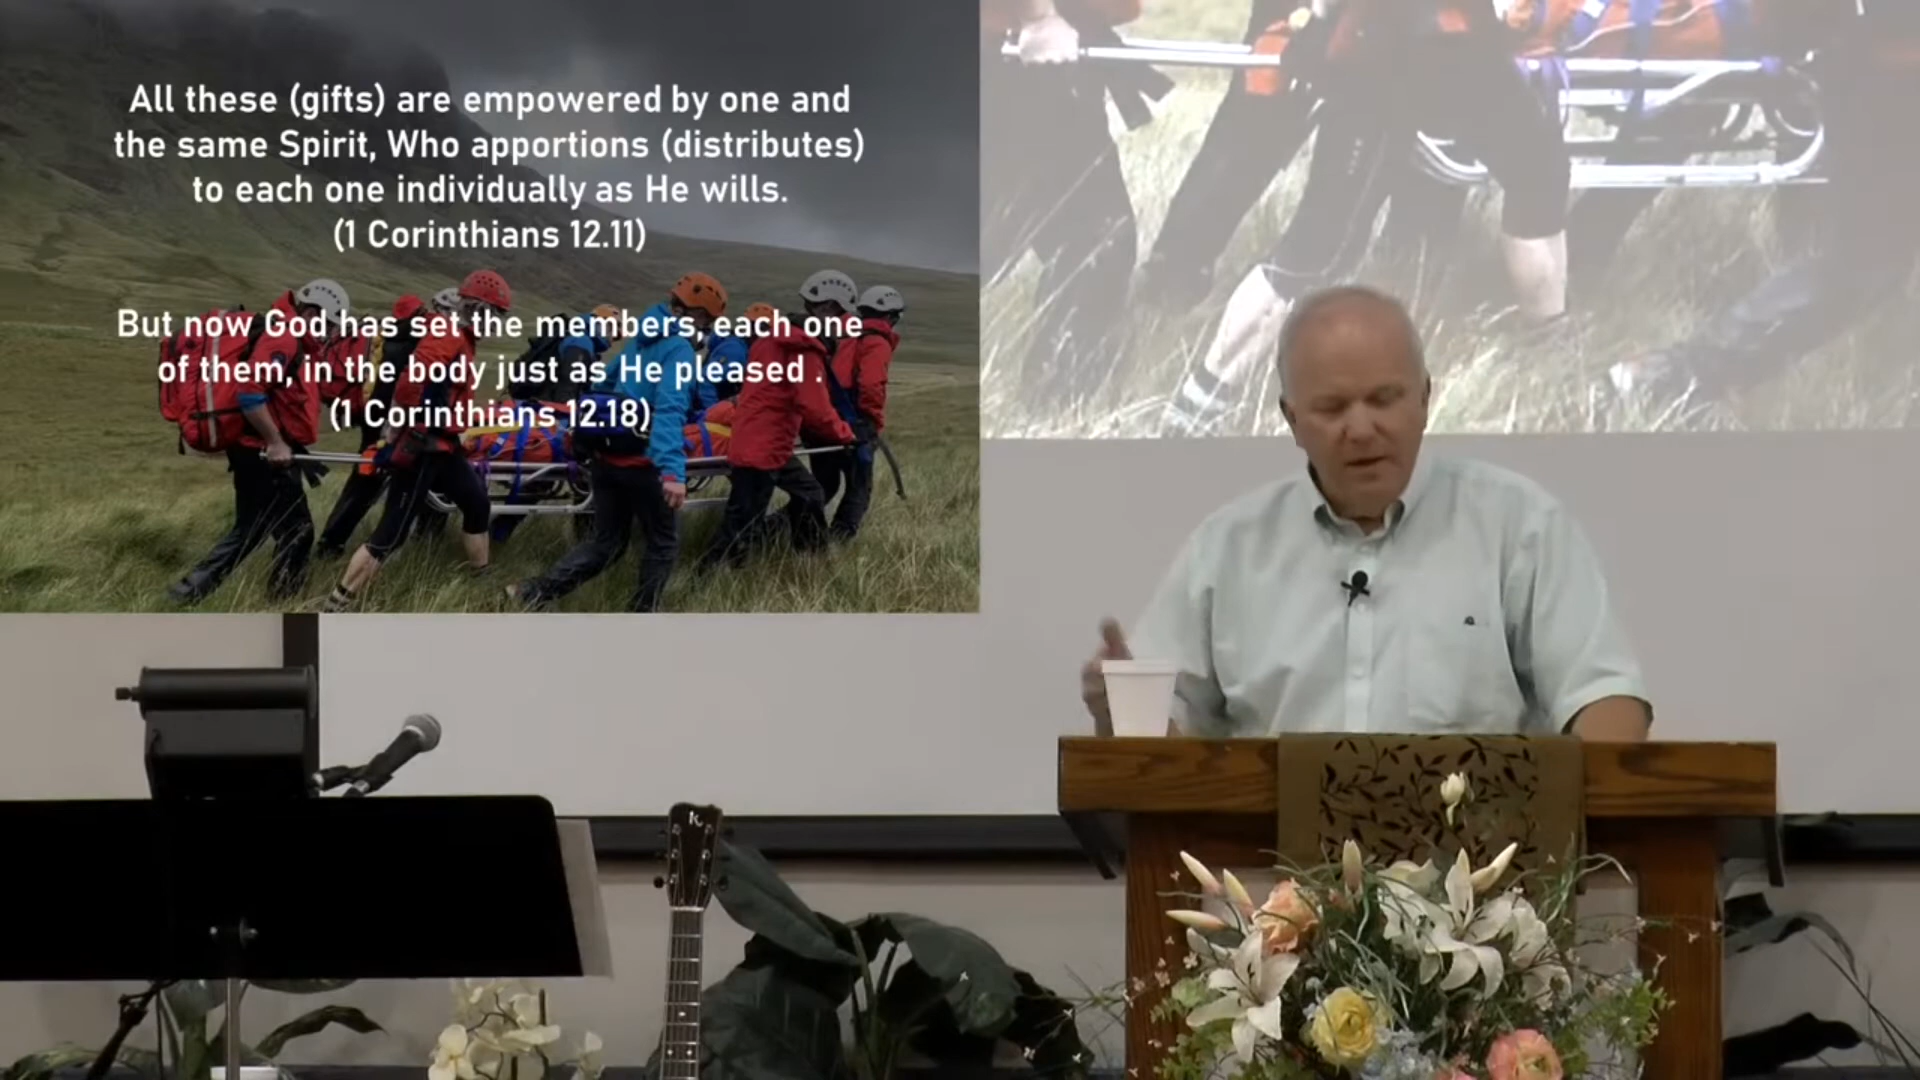 All these (gifts) are empowered by one and
the same Spirit, Who apportions (distributes)
to each one individually as He wills.
(1 Corinthians 12.11)
But now God has set the members, each one
of them, in the body just as He pleased .
(1 Corinthians 12.18)
K